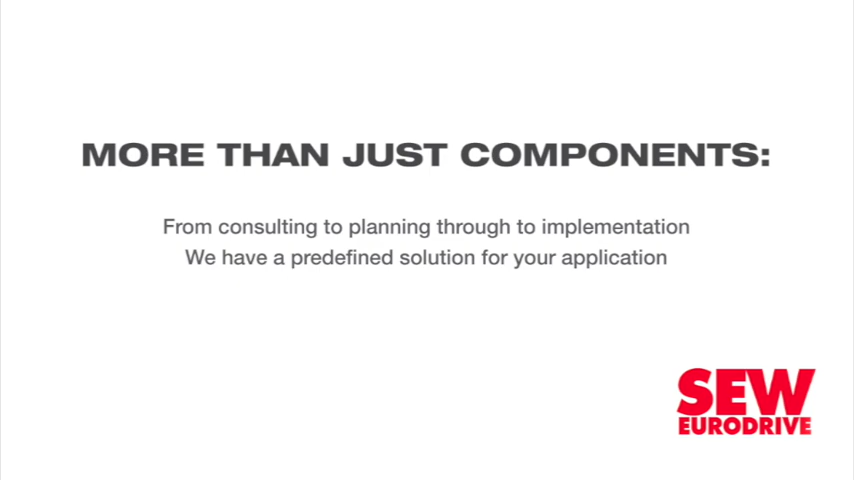 MORE THAN JUST COMPONENTS:
From consulting to planning through to implementation
We have a predefined solution for your application
SEW
EURODRIVE